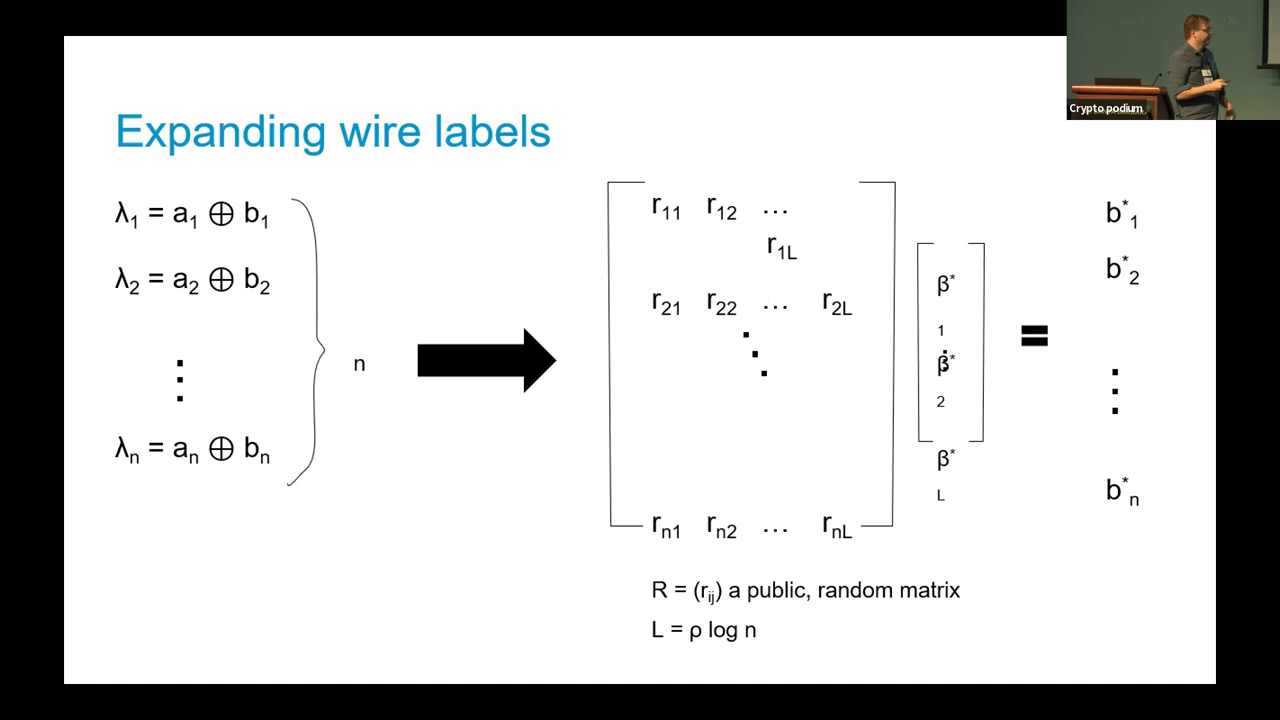 Crypto podium
Expanding wire labels
λ₁ = a₁ ⊕ b₁
λ₂ = a₂ ⊕ b₂
⋮
λₙ = aₙ ⊕ bₙ
n
r₁₁ r₁₂ …
r₁L
r₂₁ r₂₂ … r₂L
⋱
rₙ₁ rₙ₂ … rₙL
β*
1
β*
2
β*
L
=
b*₁
b*₂
⋮
b*ₙ
R = (rᵢⱼ) a public, random matrix
L = ρ log n